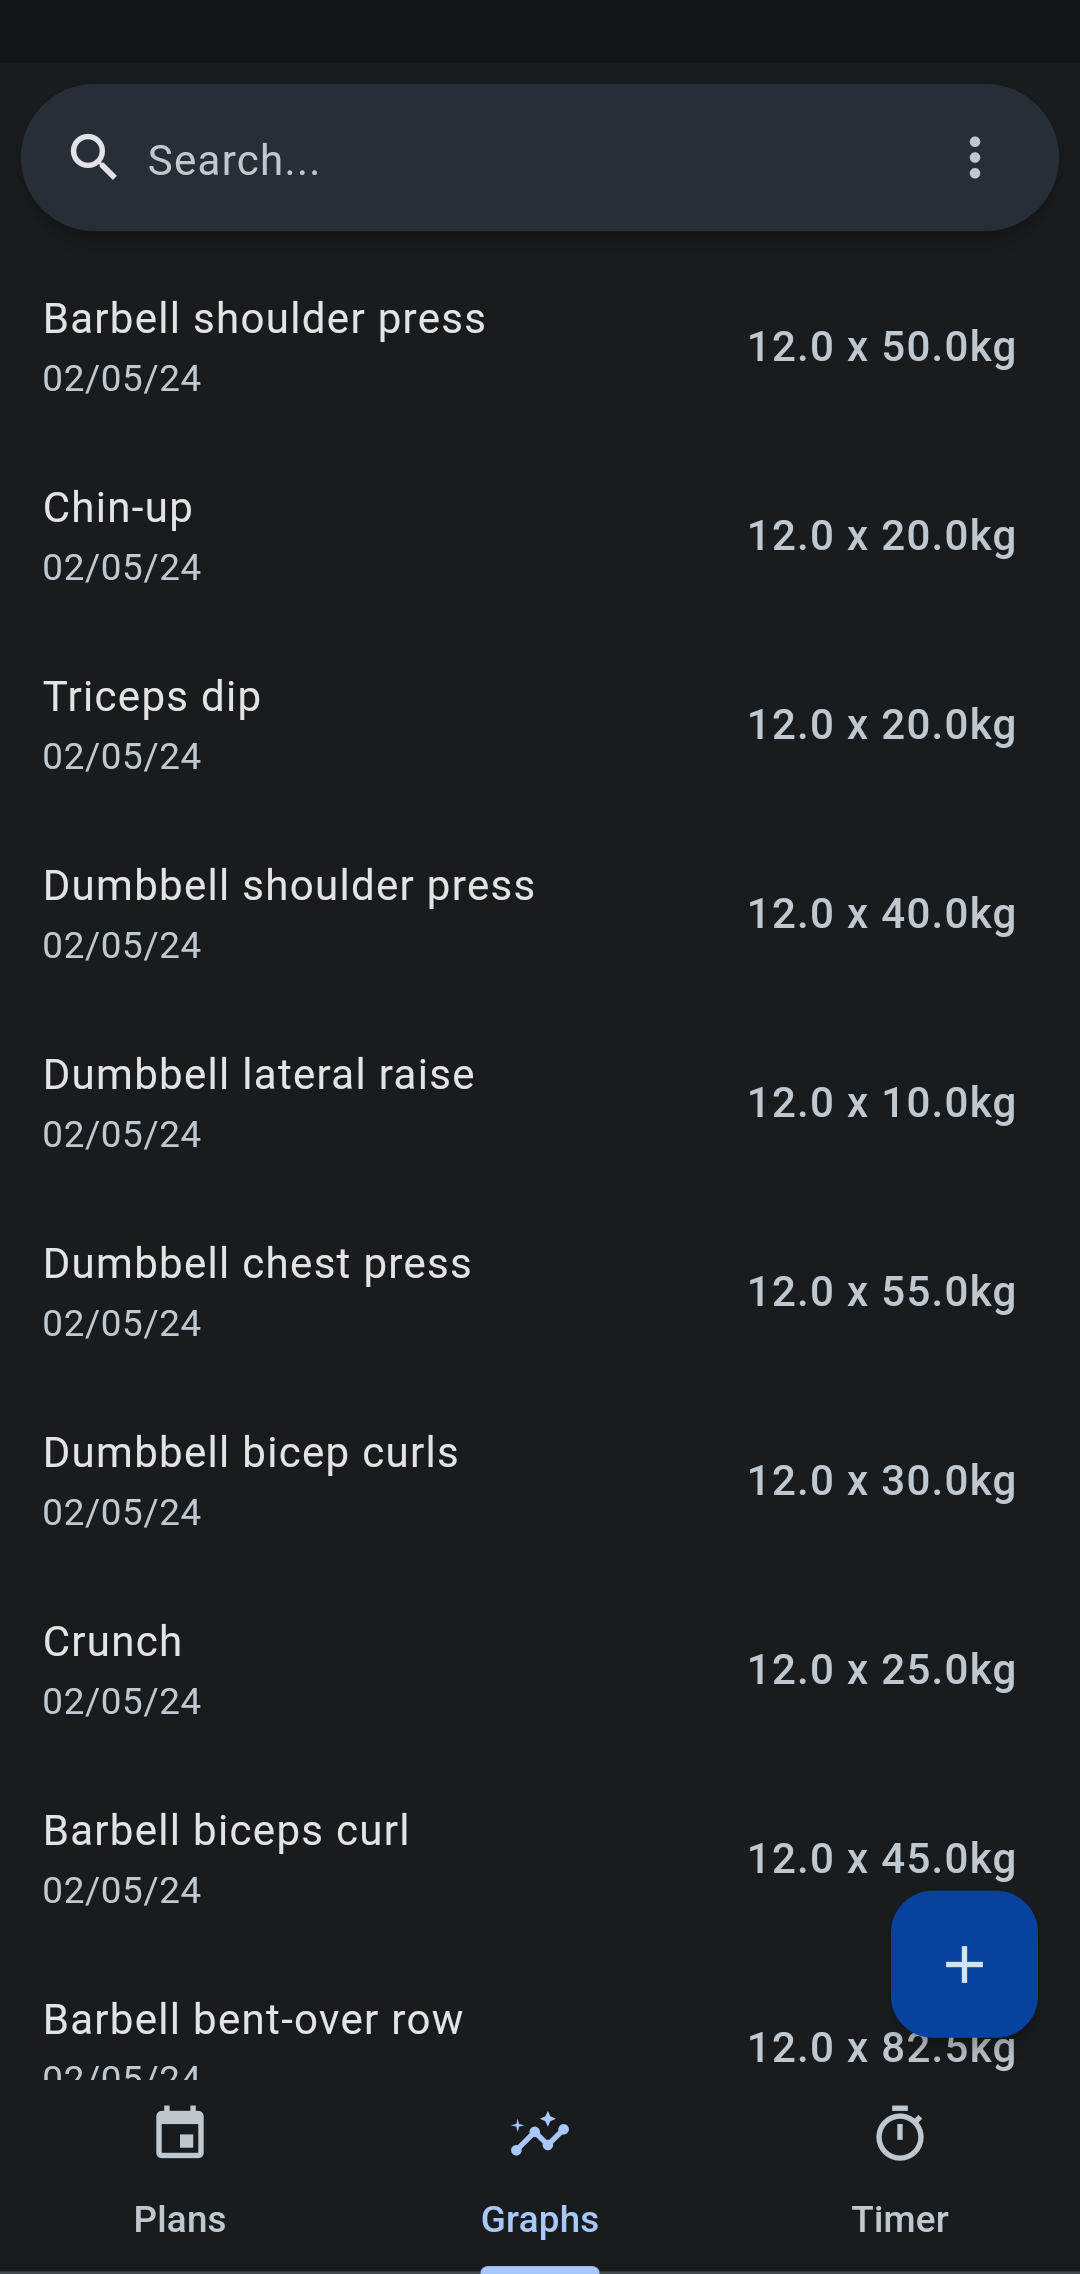 Search...
Barbell shoulder press
02/05/24
12.0 x 50.0kg
Chin-up
02/05/24
12.0 x 20.0kg
Triceps dip
02/05/24
12.0 x 20.0kg
Dumbbell shoulder press
02/05/24
12.0 x 40.0kg
Dumbbell lateral raise
02/05/24
12.0 x 10.0kg
Dumbbell chest press
02/05/24
12.0 x 55.0kg
Dumbbell bicep curls
02/05/24
12.0 x 30.0kg
Crunch
02/05/24
12.0 x 25.0kg
Barbell biceps curl
02/05/24
12.0 x 45.0kg
Barbell bent-over row
02/05/24
12.0 x 82.5kg
Plans
Graphs
Timer